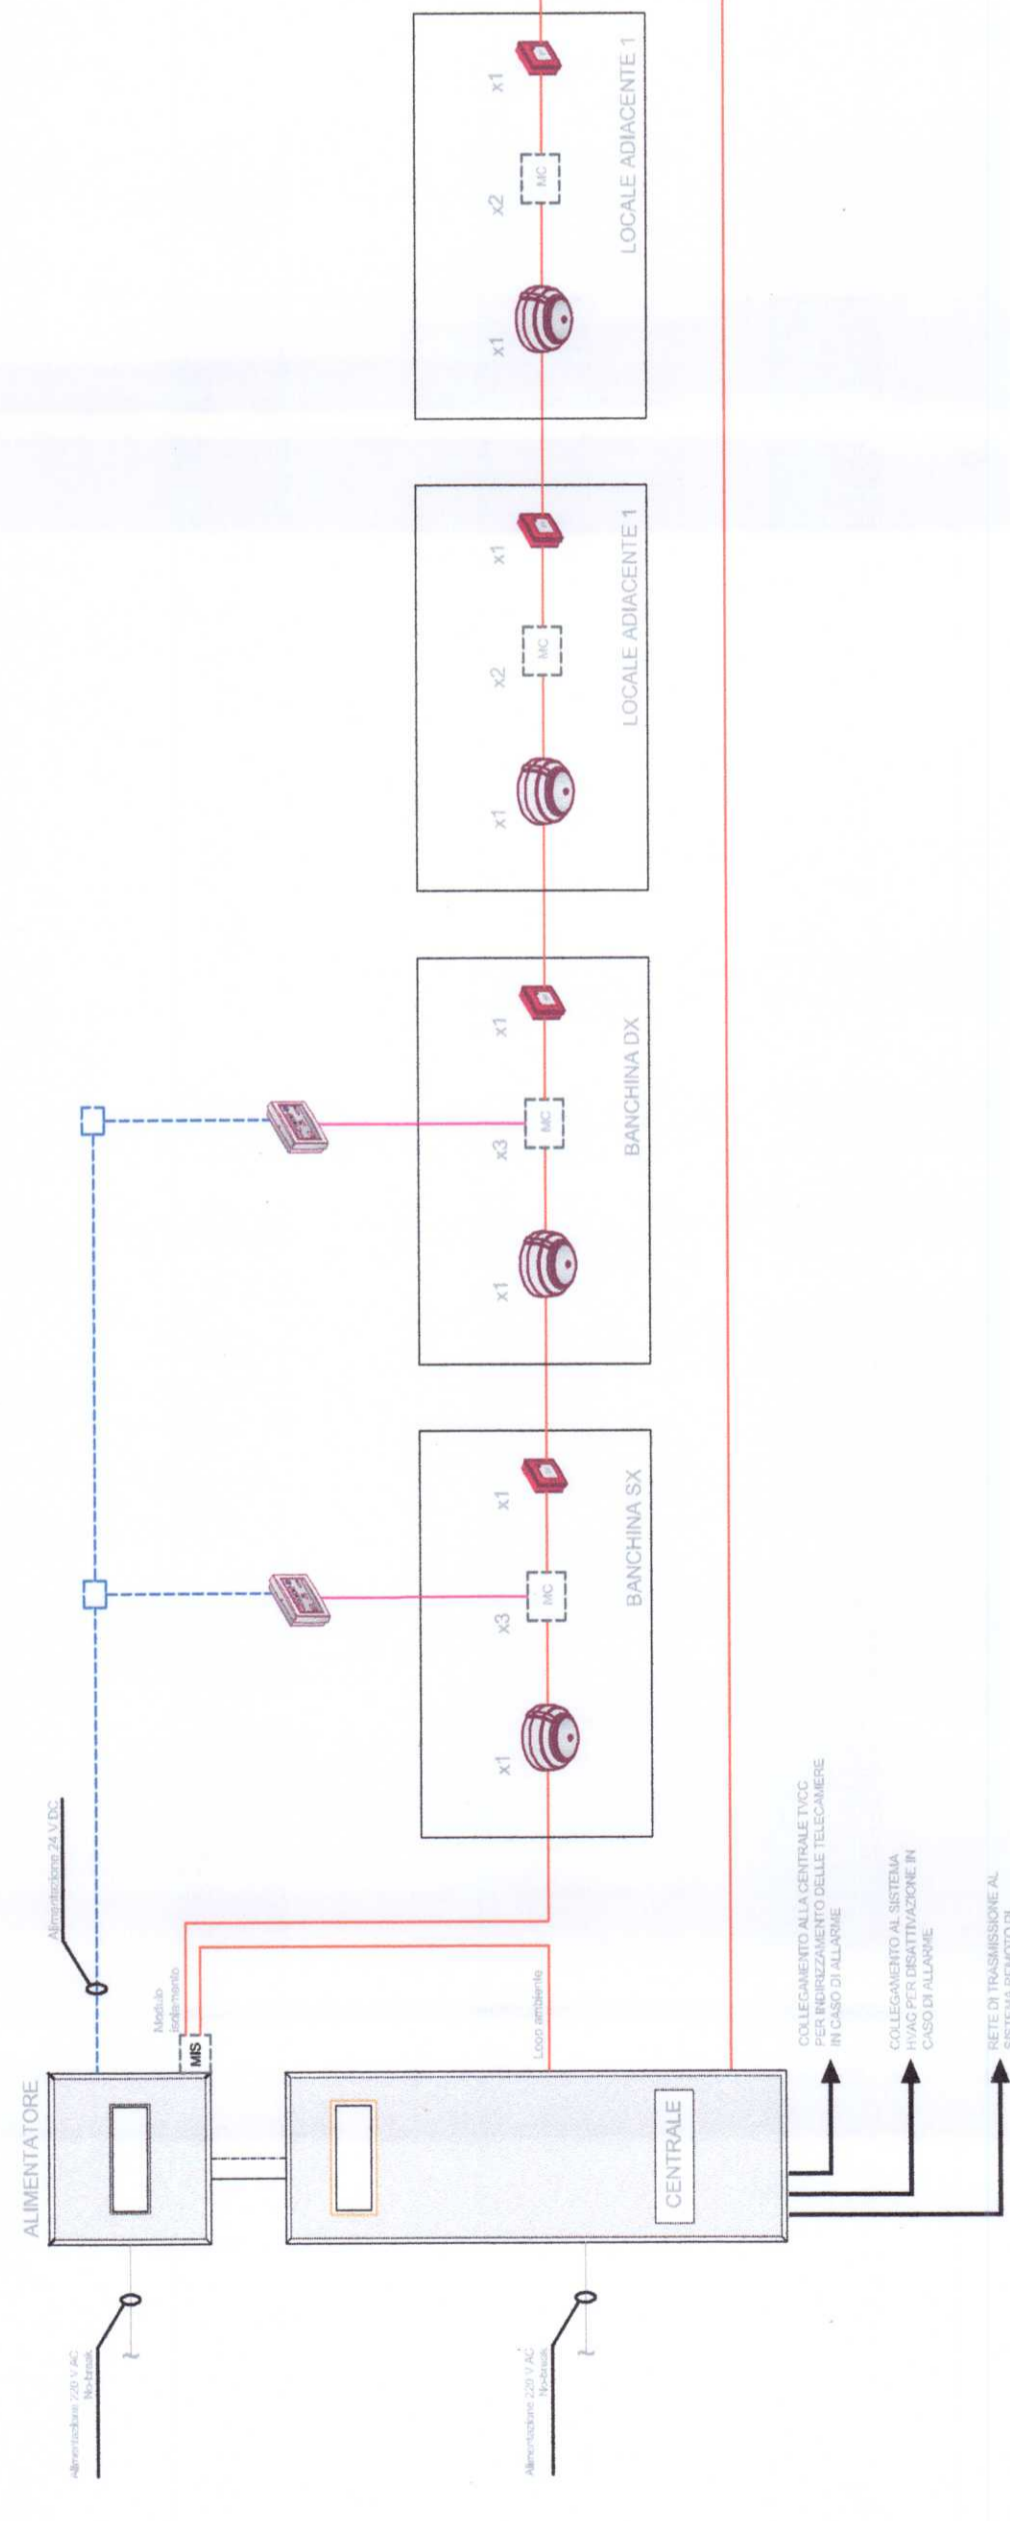 ALIMENTATORE
Alimentazione 220 V AC
No-break
Alimentazione 24 V DC
Modulo
isolamento
MIS
CENTRALE
Alimentazione 220 V AC
No-break
Loop ambiente
COLLEGAMENTO ALLA CENTRALE TVCC
PER INDIRIZZAMENTO DELLE TELECAMERE
IN CASO DI ALLARME
COLLEGAMENTO AL SISTEMA
HVAC PER DISATTIVAZIONE IN
CASO DI ALLARME
RETE DI TRASMISSIONE AL
SISTEMA REMOTO DI
x1
x3
x1
MC
BANCHINA SX
x1
x3
x1
MC
BANCHINA DX
x1
x2
x1
MC
LOCALE ADIACENTE 1
x1
x2
x1
MC
LOCALE ADIACENTE 1